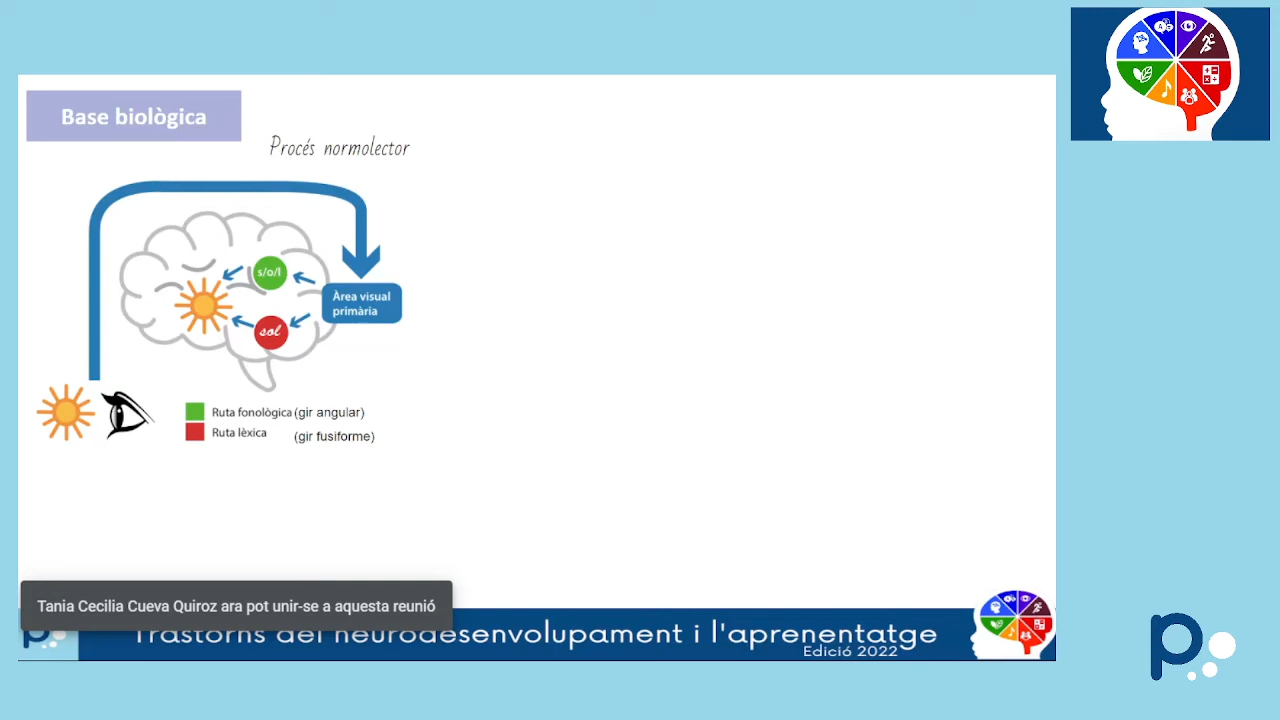 Base biològica
Procés normolector
s/o/l
Àrea visual
primària
sol
Ruta fonològica (gir angular)
Ruta lèxica (gir fusiforme)
Tania Cecilia Cueva Quiroz ara pot unir-se a aquesta reunió
Trastorns del neurodesenvolupament i l'aprenentatge
Edició 2022
p
p